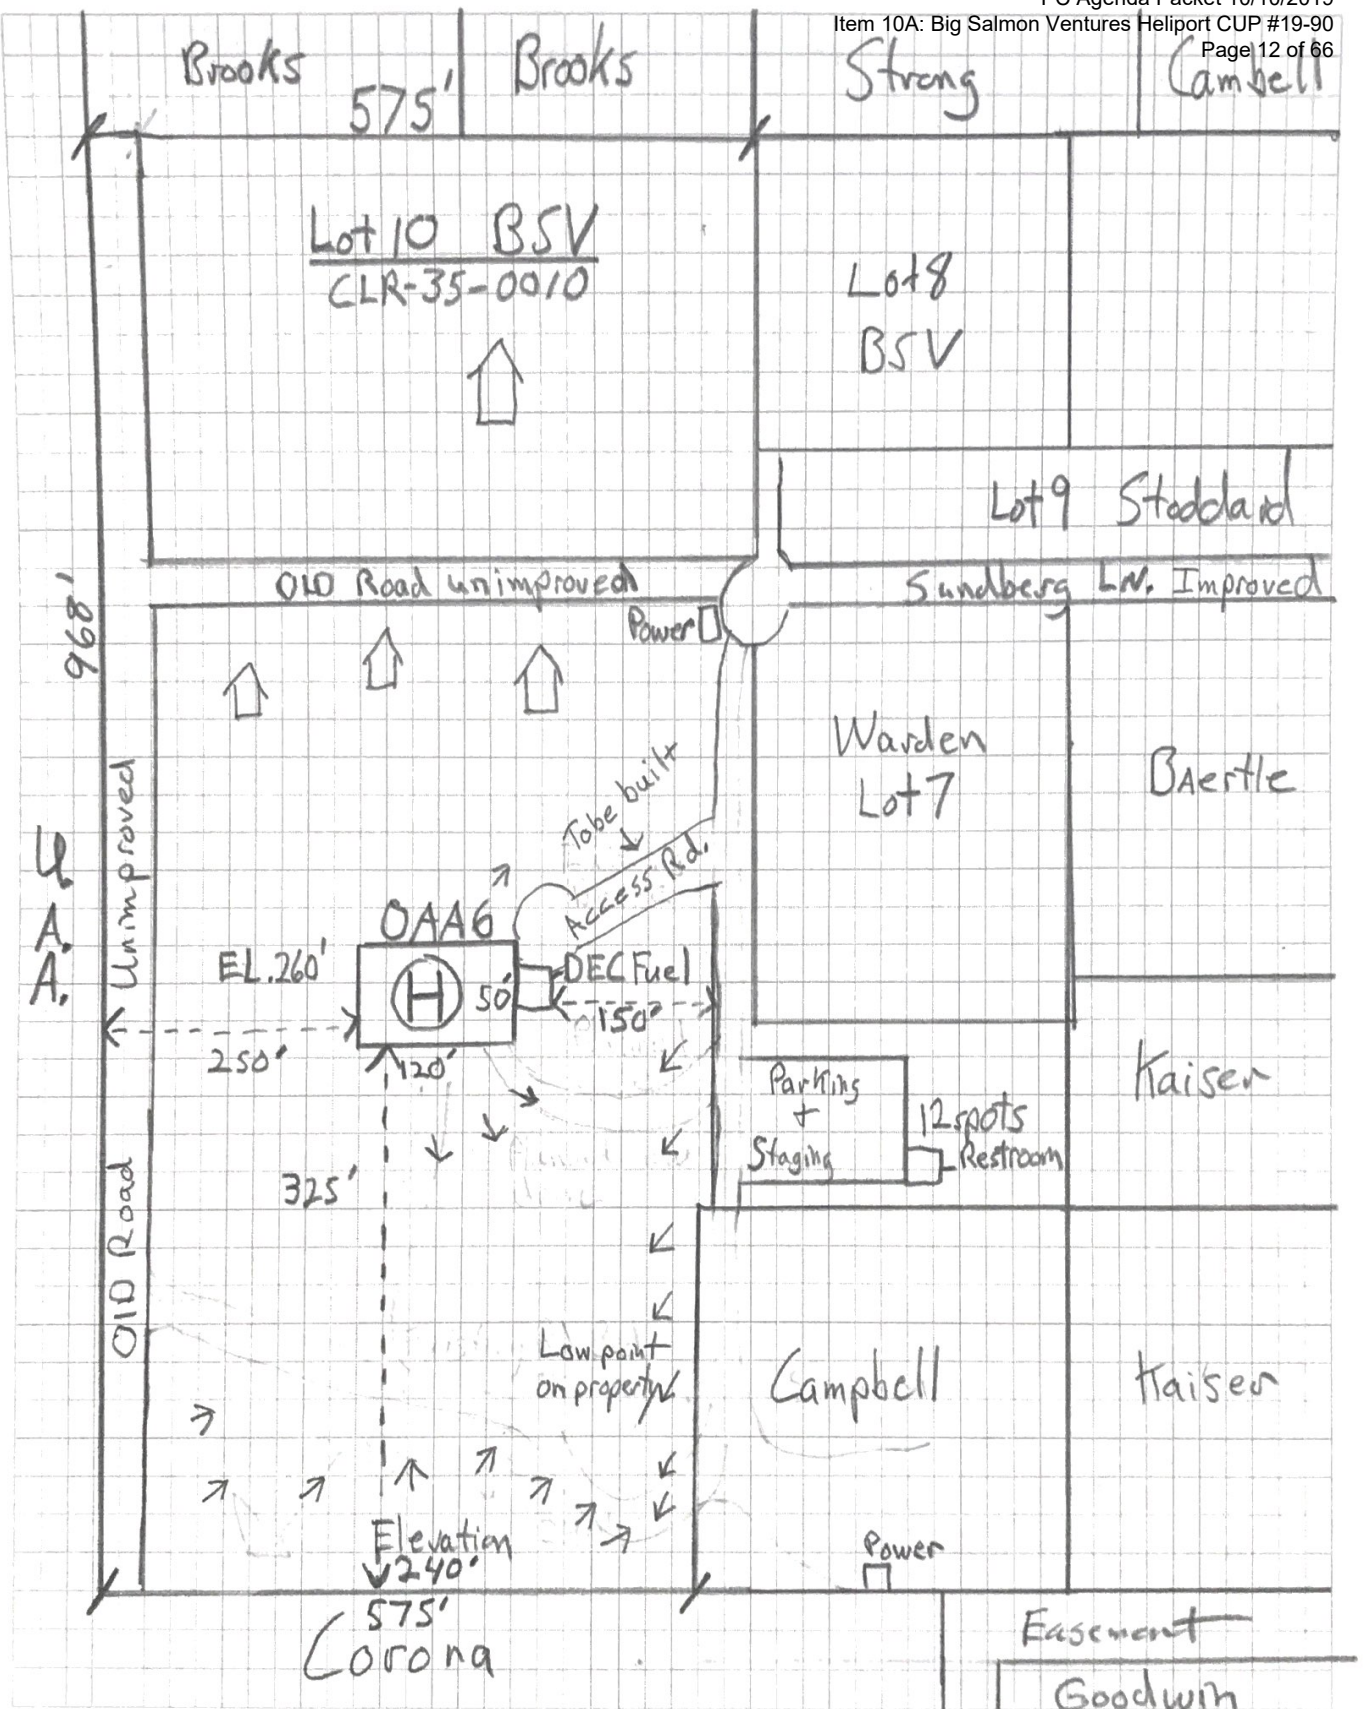 PC Agenda Packet 10/16/2019
Item 10A: Big Salmon Ventures Heliport CUP #19-90
Page 12 of 66
Brooks
575'
Brooks
Strong
Cambell
Lot 10 BSV
CLR-35-0010
Lot 8
BSV
Lot 9 Stoddard
OLD Road unimproved
Sundberg LN. Improved
Power
968'
Warden
Lot 7
BAertle
To be built
Access Rd.
U.
A.
A.
Unimproved
OAA6
EL.260'
H
50'
DEC Fuel
150'
250'
120'
Parking
+
Staging
12 spots
Restroom
Kaiser
325'
OLD Road
Low point
on property
Campbell
Kaiser
Elevation
240'
Power
575'
Corona
Easement
Goodwin